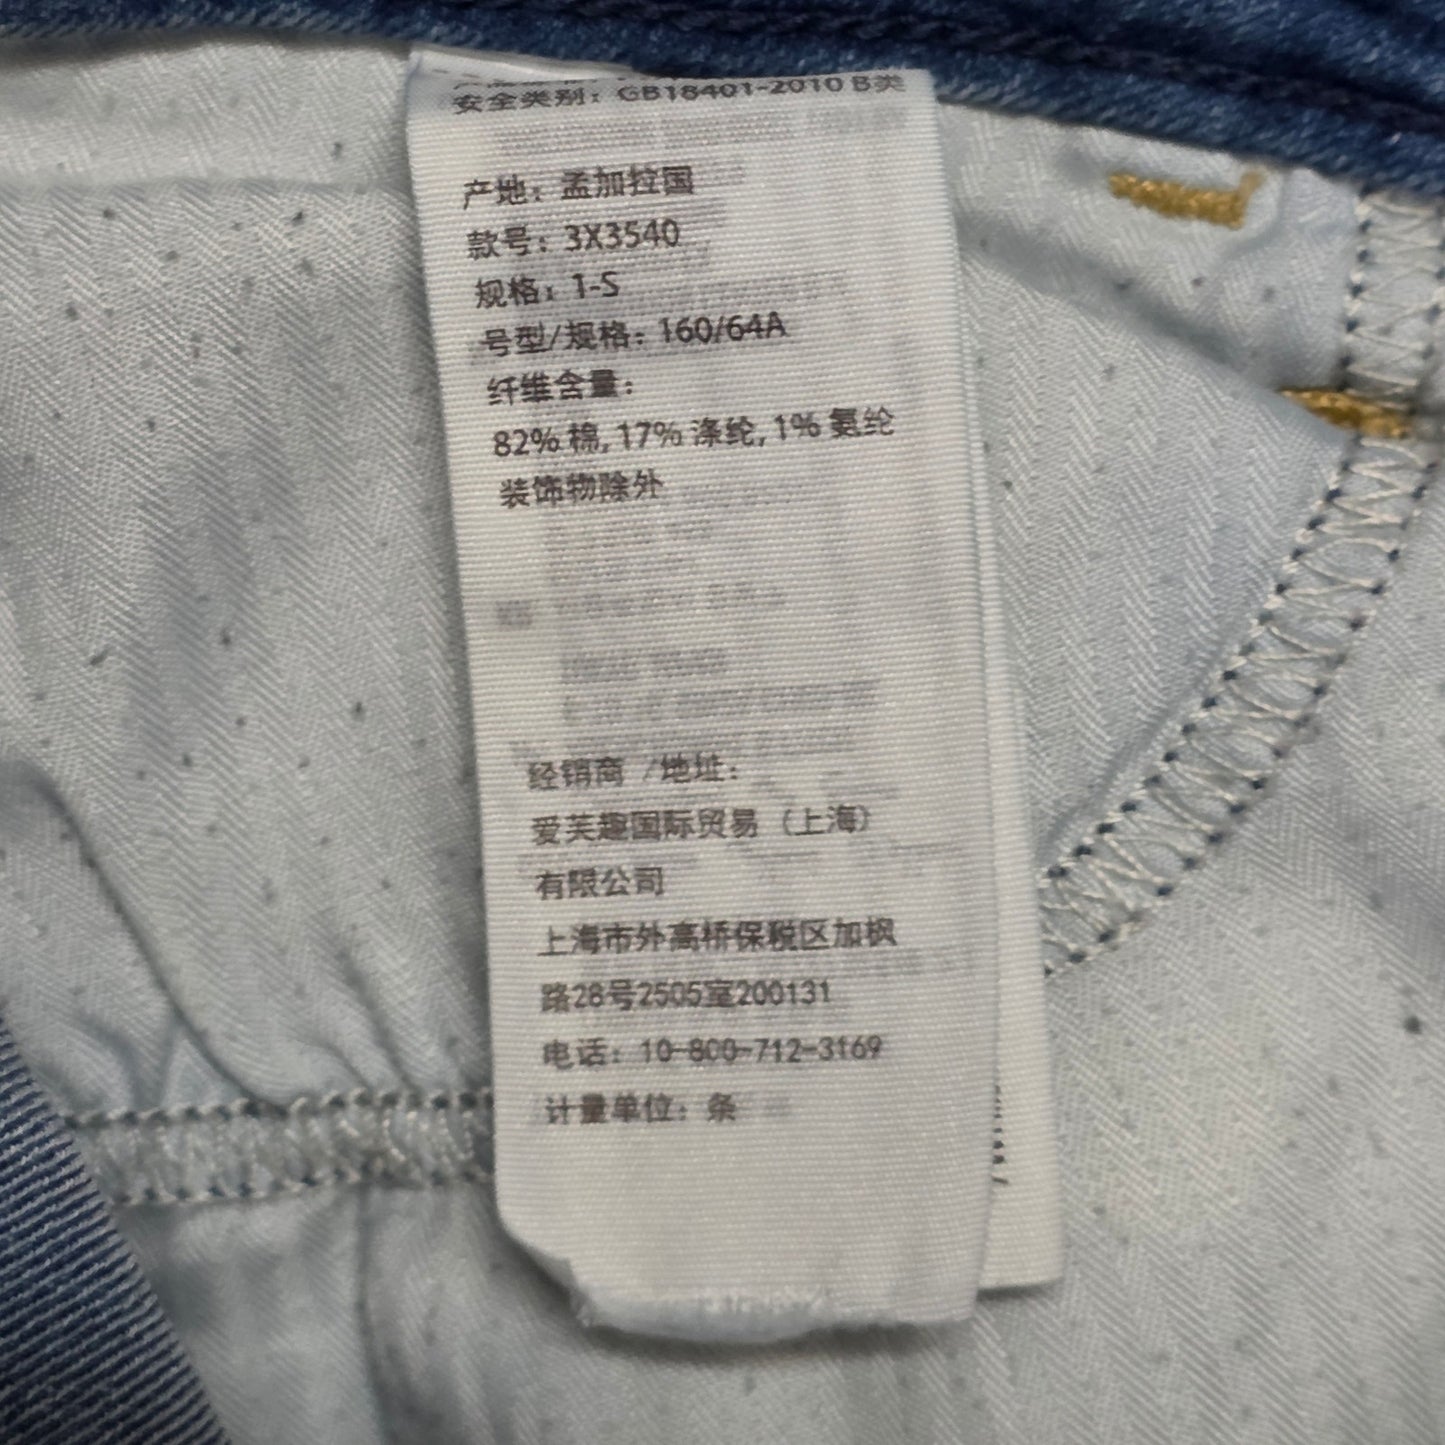 安全类别：GB18401-2010 B类
产地：孟加拉国
款号：3X3540
规格：1-S
号型/规格：160/64A
纤维含量：
82% 棉, 17% 涤纶, 1% 氨纶
装饰物除外
经销商 /地址：
爱芙趣国际贸易（上海）
有限公司
上海市外高桥保税区加枫
路28号2505室200131
电话：10-800-712-3169
计量单位：条